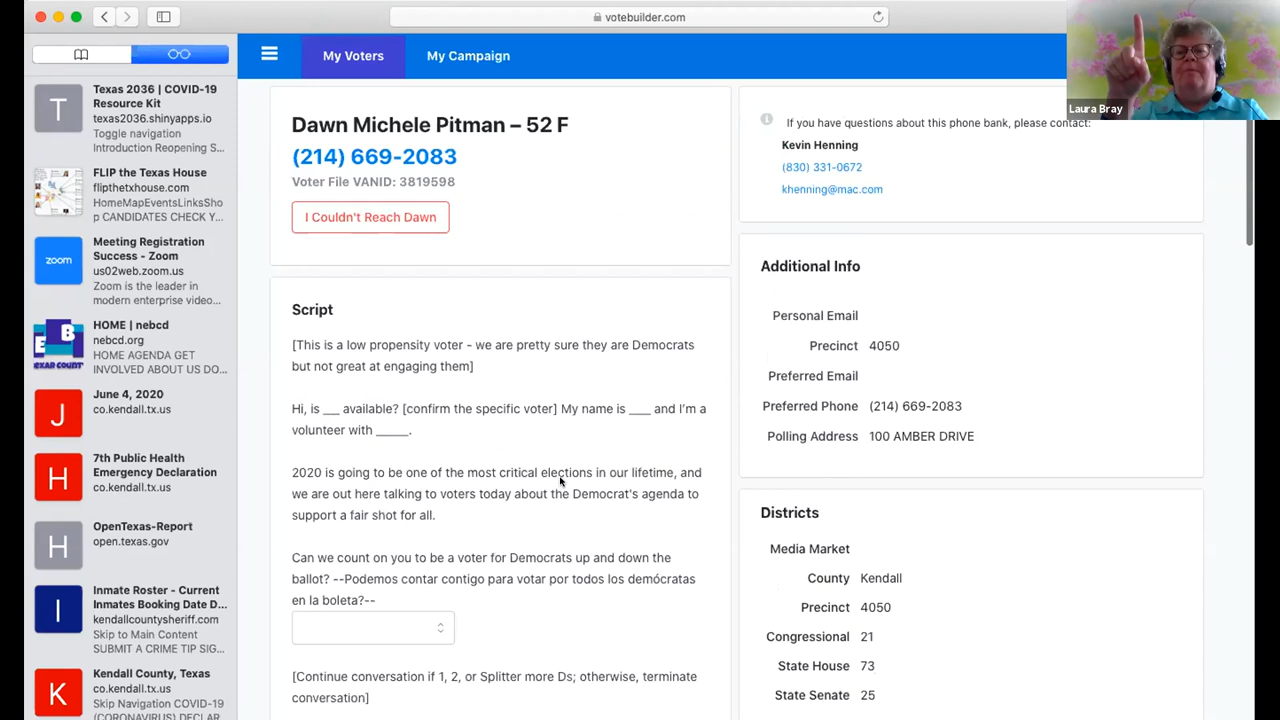 votebuilder.com
My Voters
My Campaign
Laura Bray
T
Texas 2036 | COVID-19
Resource Kit
texas2036.shinyapps.io
Toggle navigation
Introduction Reopening S...
FLIP the Texas House
flipthetxhouse.com
HomeMapEventsLinksSho
p CANDIDATES CHECK Y...
zoom
Meeting Registration
Success - Zoom
us02web.zoom.us
Zoom is the leader in
modern enterprise video...
HOME | nebcd
nebcd.org
HOME AGENDA GET
INVOLVED ABOUT US DO...
J
June 4, 2020
co.kendall.tx.us
H
7th Public Health
Emergency Declaration
co.kendall.tx.us
H
OpenTexas-Report
open.texas.gov
I
Inmate Roster - Current
Inmates Booking Date D...
kendallcountysheriff.com
Skip to Main Content
SUBMIT A CRIME TIP SIG...
K
Kendall County, Texas
co.kendall.tx.us
Skip Navigation COVID-19
(CORONAVIRUS) DECLAR
Dawn Michele Pitman – 52 F
(214) 669-2083
Voter File VANID: 3819598
I Couldn't Reach Dawn
Script
[This is a low propensity voter - we are pretty sure they are Democrats
but not great at engaging them]
Hi, is ___ available? [confirm the specific voter] My name is ____ and I'm a
volunteer with _____.
2020 is going to be one of the most critical elections in our lifetime, and
we are out here talking to voters today about the Democrat's agenda to
support a fair shot for all.
Can we count on you to be a voter for Democrats up and down the
ballot? --Podemos contar contigo para votar por todos los demócratas
en la boleta?--
[Continue conversation if 1, 2, or Splitter more Ds; otherwise, terminate
conversation]
If you have questions about this phone bank, please contact:
Kevin Henning
(830) 331-0672
khenning@mac.com
Additional Info
Personal Email
Precinct 4050
Preferred Email
Preferred Phone (214) 669-2083
Polling Address 100 AMBER DRIVE
Districts
Media Market
County Kendall
Precinct 4050
Congressional 21
State House 73
State Senate 25